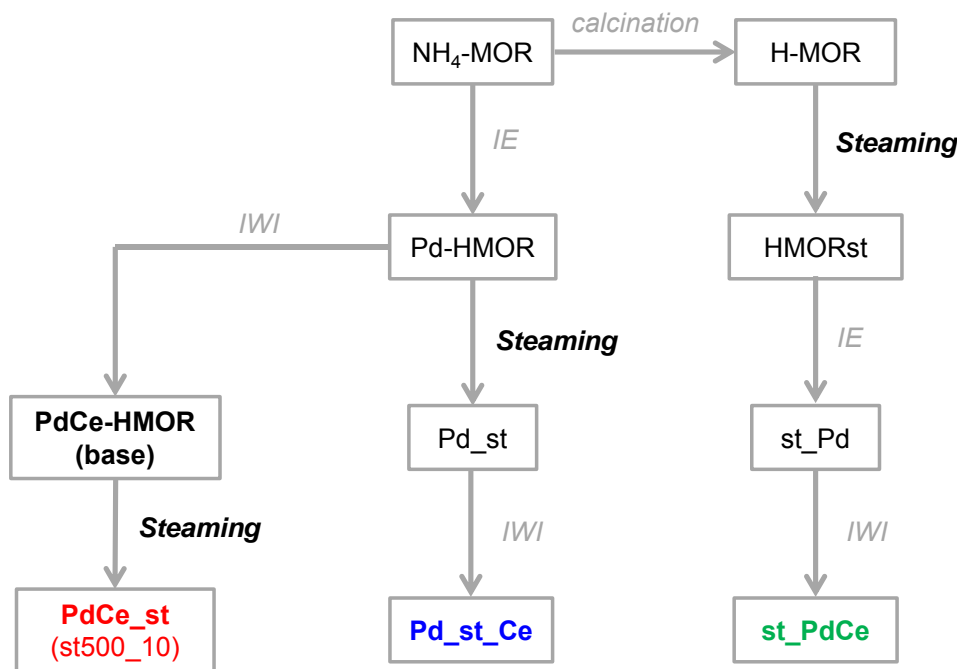 calcination
NH₄-MOR
H-MOR
IE
Steaming
IWI
Pd-HMOR
HMORst
Steaming
IE
PdCe-HMOR
(base)
Pd_st
st_Pd
Steaming
IWI
IWI
PdCe_st
(st500_10)
Pd_st_Ce
st_PdCe